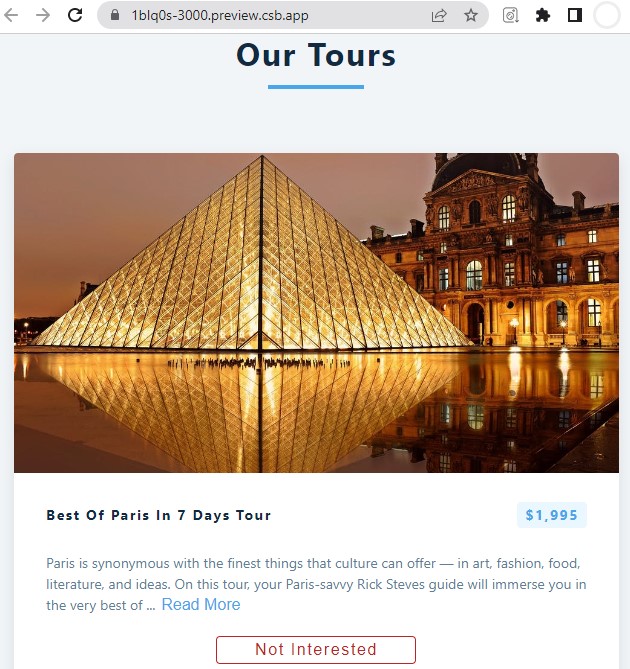 1blq0s-3000.preview.csb.app
Our Tours
Best Of Paris In 7 Days Tour
$1,995
Paris is synonymous with the finest things that culture can offer — in art, fashion, food,
literature, and ideas. On this tour, your Paris-savvy Rick Steves guide will immerse you in
the very best of ... Read More
Not Interested